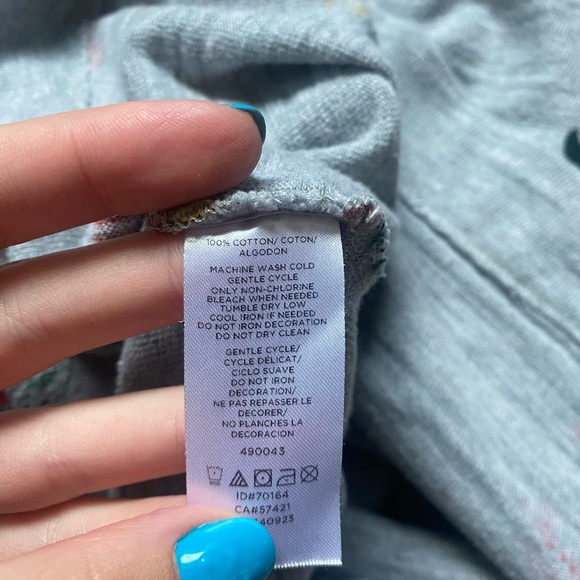 100% COTTON/ COTON/
ALGODON
MACHINE WASH COLD
GENTLE CYCLE
ONLY NON-CHLORINE
BLEACH WHEN NEEDED
TUMBLE DRY LOW
COOL IRON IF NEEDED
DO NOT IRON DECORATION
DO NOT DRY CLEAN
GENTLE CYCLE/
CYCLE DELICAT/
CICLO SUAVE
DO NOT IRON
DECORATION/
NE PAS REPASSER LE
DECORER/
NO PLANCHES LA
DECORACION
490043
ID#70164
CA#57421
40923